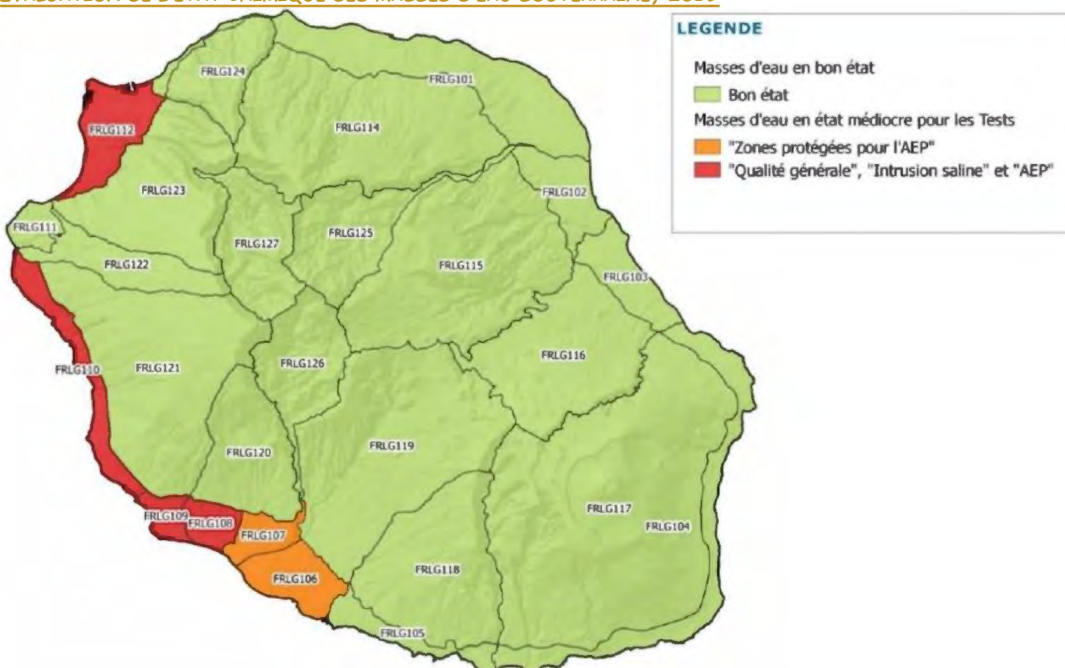 LEGENDE
Masses d'eau en bon état
Bon état
Masses d'eau en état médiocre pour les Tests
"Zones protégées pour l'AEP"
"Qualité générale", "Intrusion saline" et "AEP"
FRLG124
FRLG101
FRLG112
FRLG114
FRLG123
FRLG102
FRLG111
FRLG127
FRLG125
FRLG122
FRLG115
FRLG103
FRLG116
FRLG110
FRLG121
FRLG126
FRLG119
FRLG120
FRLG117
FRLG109
FRLG108
FRLG104
FRLG107
FRLG118
FRLG106
FRLG105